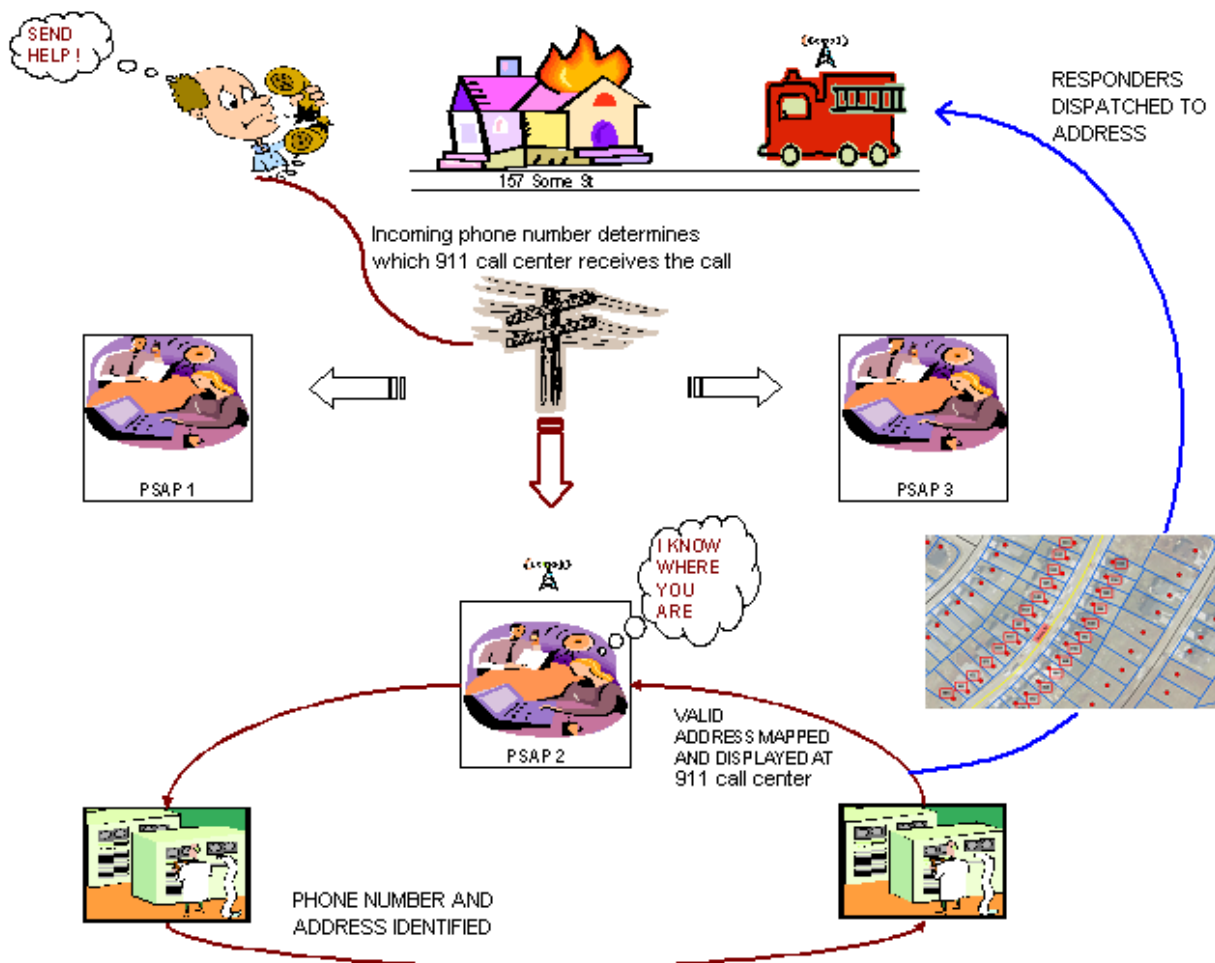 SEND
HELP!
RESPONDERS
DISPATCHED TO
ADDRESS
157 Some St
Incoming phone number determines
which 911 call center receives the call
PSAP 1
PSAP 3
I KNOW
WHERE
YOU
ARE
PSAP 2
VALID
ADDRESS MAPPED
AND DISPLAYED AT
911 call center
PHONE NUMBER AND
ADDRESS IDENTIFIED